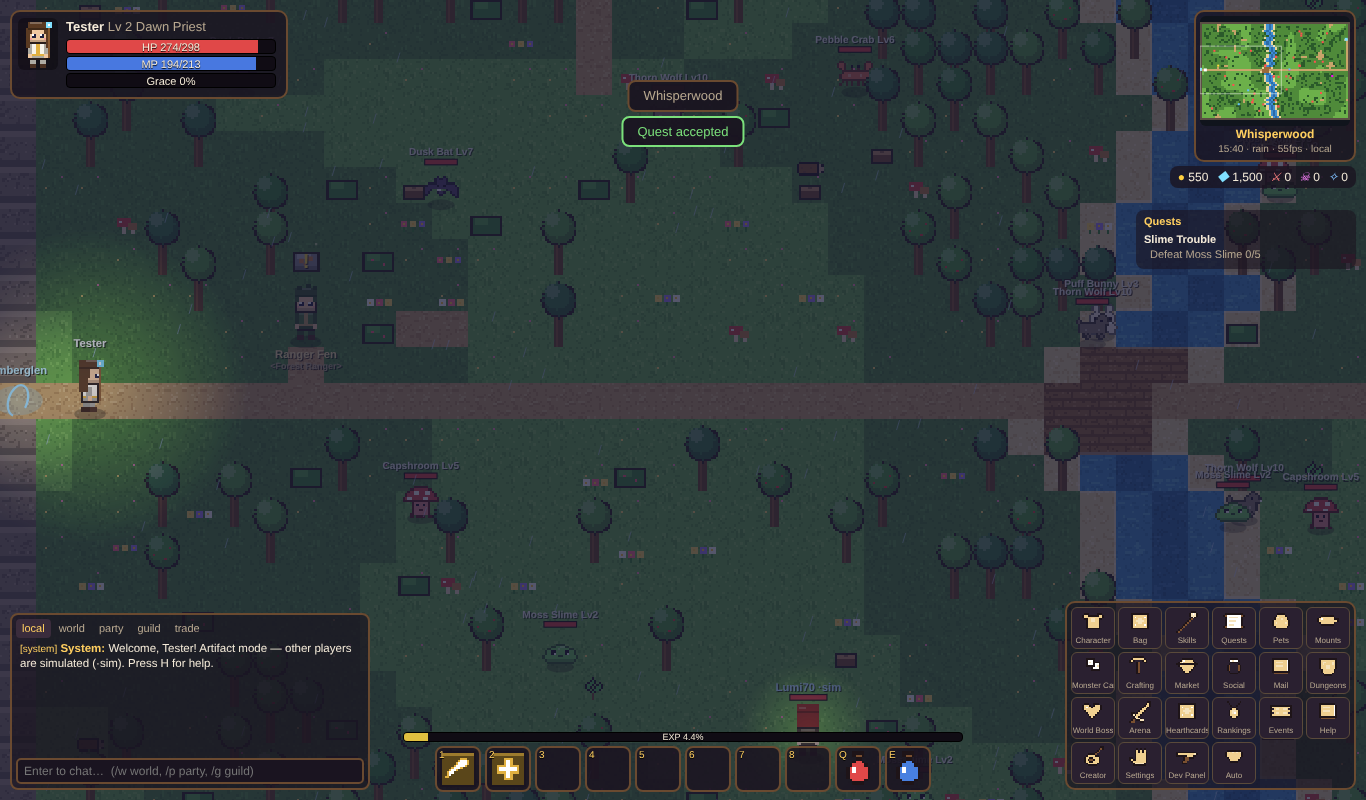 Tester Lv 2 Dawn Priest
HP 274/298
MP 194/213
Grace 0%
Pebble Crab Lv6
Thorn Wolf Lv10
Whisperwood
Quest accepted
Dusk Bat Lv7
Whisperwood
15:40 · rain · 55fps · local
550 1,500 0 0 0
Quests
Slime Trouble
Defeat Moss Slime 0/5
Puff Bunny Lv3
Thorn Wolf Lv10
Tester
Ranger Fen
<Forest Ranger>
mberglen
Capshroom Lv5
Thorn Wolf Lv10
Moss Slime Lv2
Capshroom Lv5
Moss Slime Lv2
Lumi70 ·sim
local world party guild trade
[system] System: Welcome, Tester! Artifact mode — other players
are simulated (·sim). Press H for help.
Enter to chat… (/w world, /p party, /g guild)
EXP 4.4%
1 2 3 4 5 6 7 8 Q E
Lv2
Character Bag Skills Quests Pets Mounts
Monster Ca Crafting Market Social Mail Dungeons
World Boss Arena Hearthcards Rankings Events Help
Creator Settings Dev Panel Auto